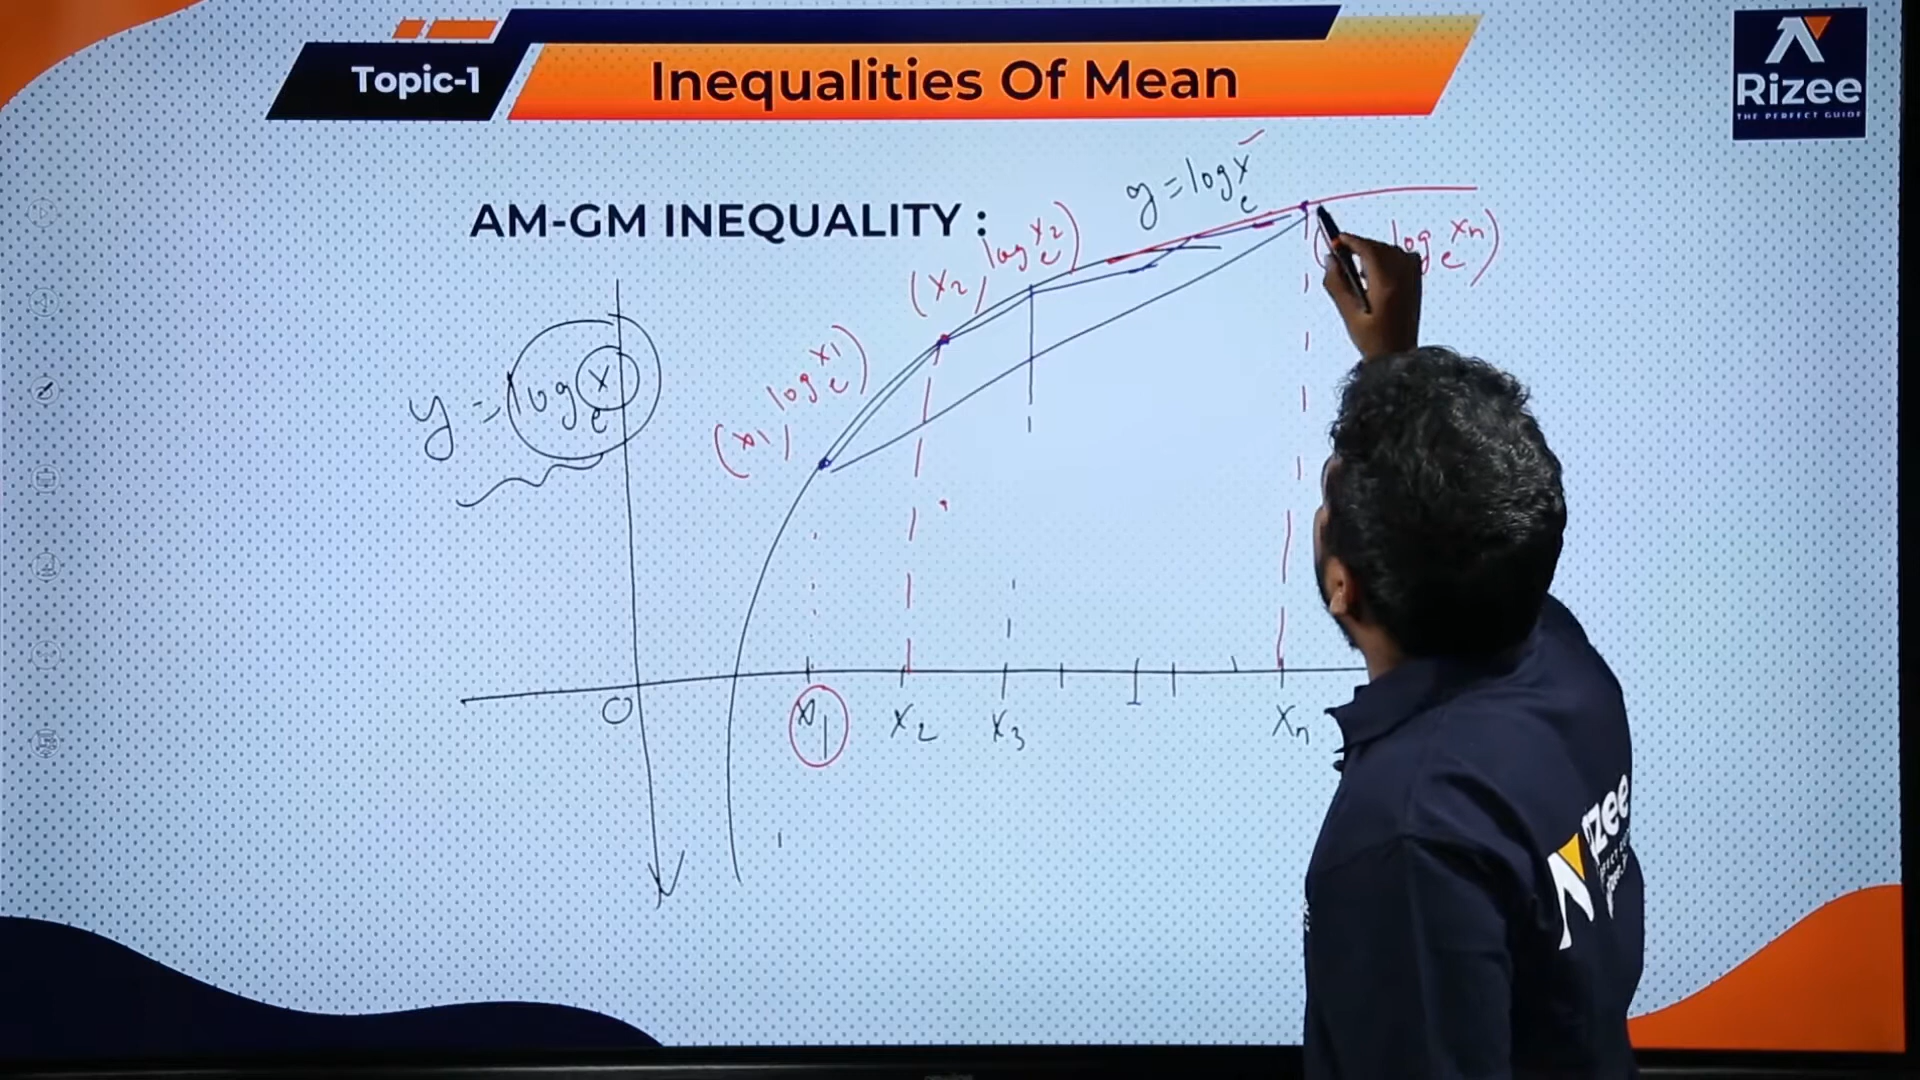 Topic-1
Inequalities Of Mean
Rizee
THE PERFECT GUIDE
AM-GM INEQUALITY :
y = log_e x
(x2, log_e x2)
log_e xn)
(x1, log_e x1)
y = log_e x
O
x1 x2 x3 xn
izee